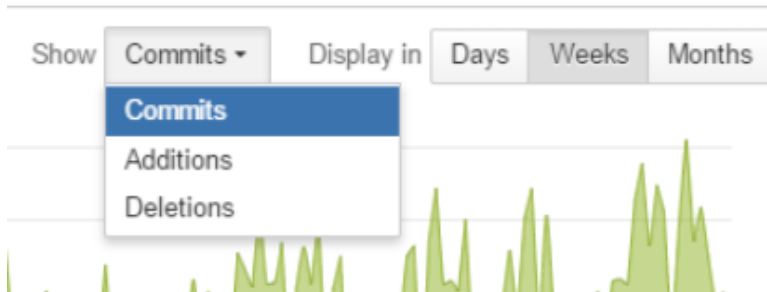 Show Commits Display in Days Weeks Months
Commits
Additions
Deletions